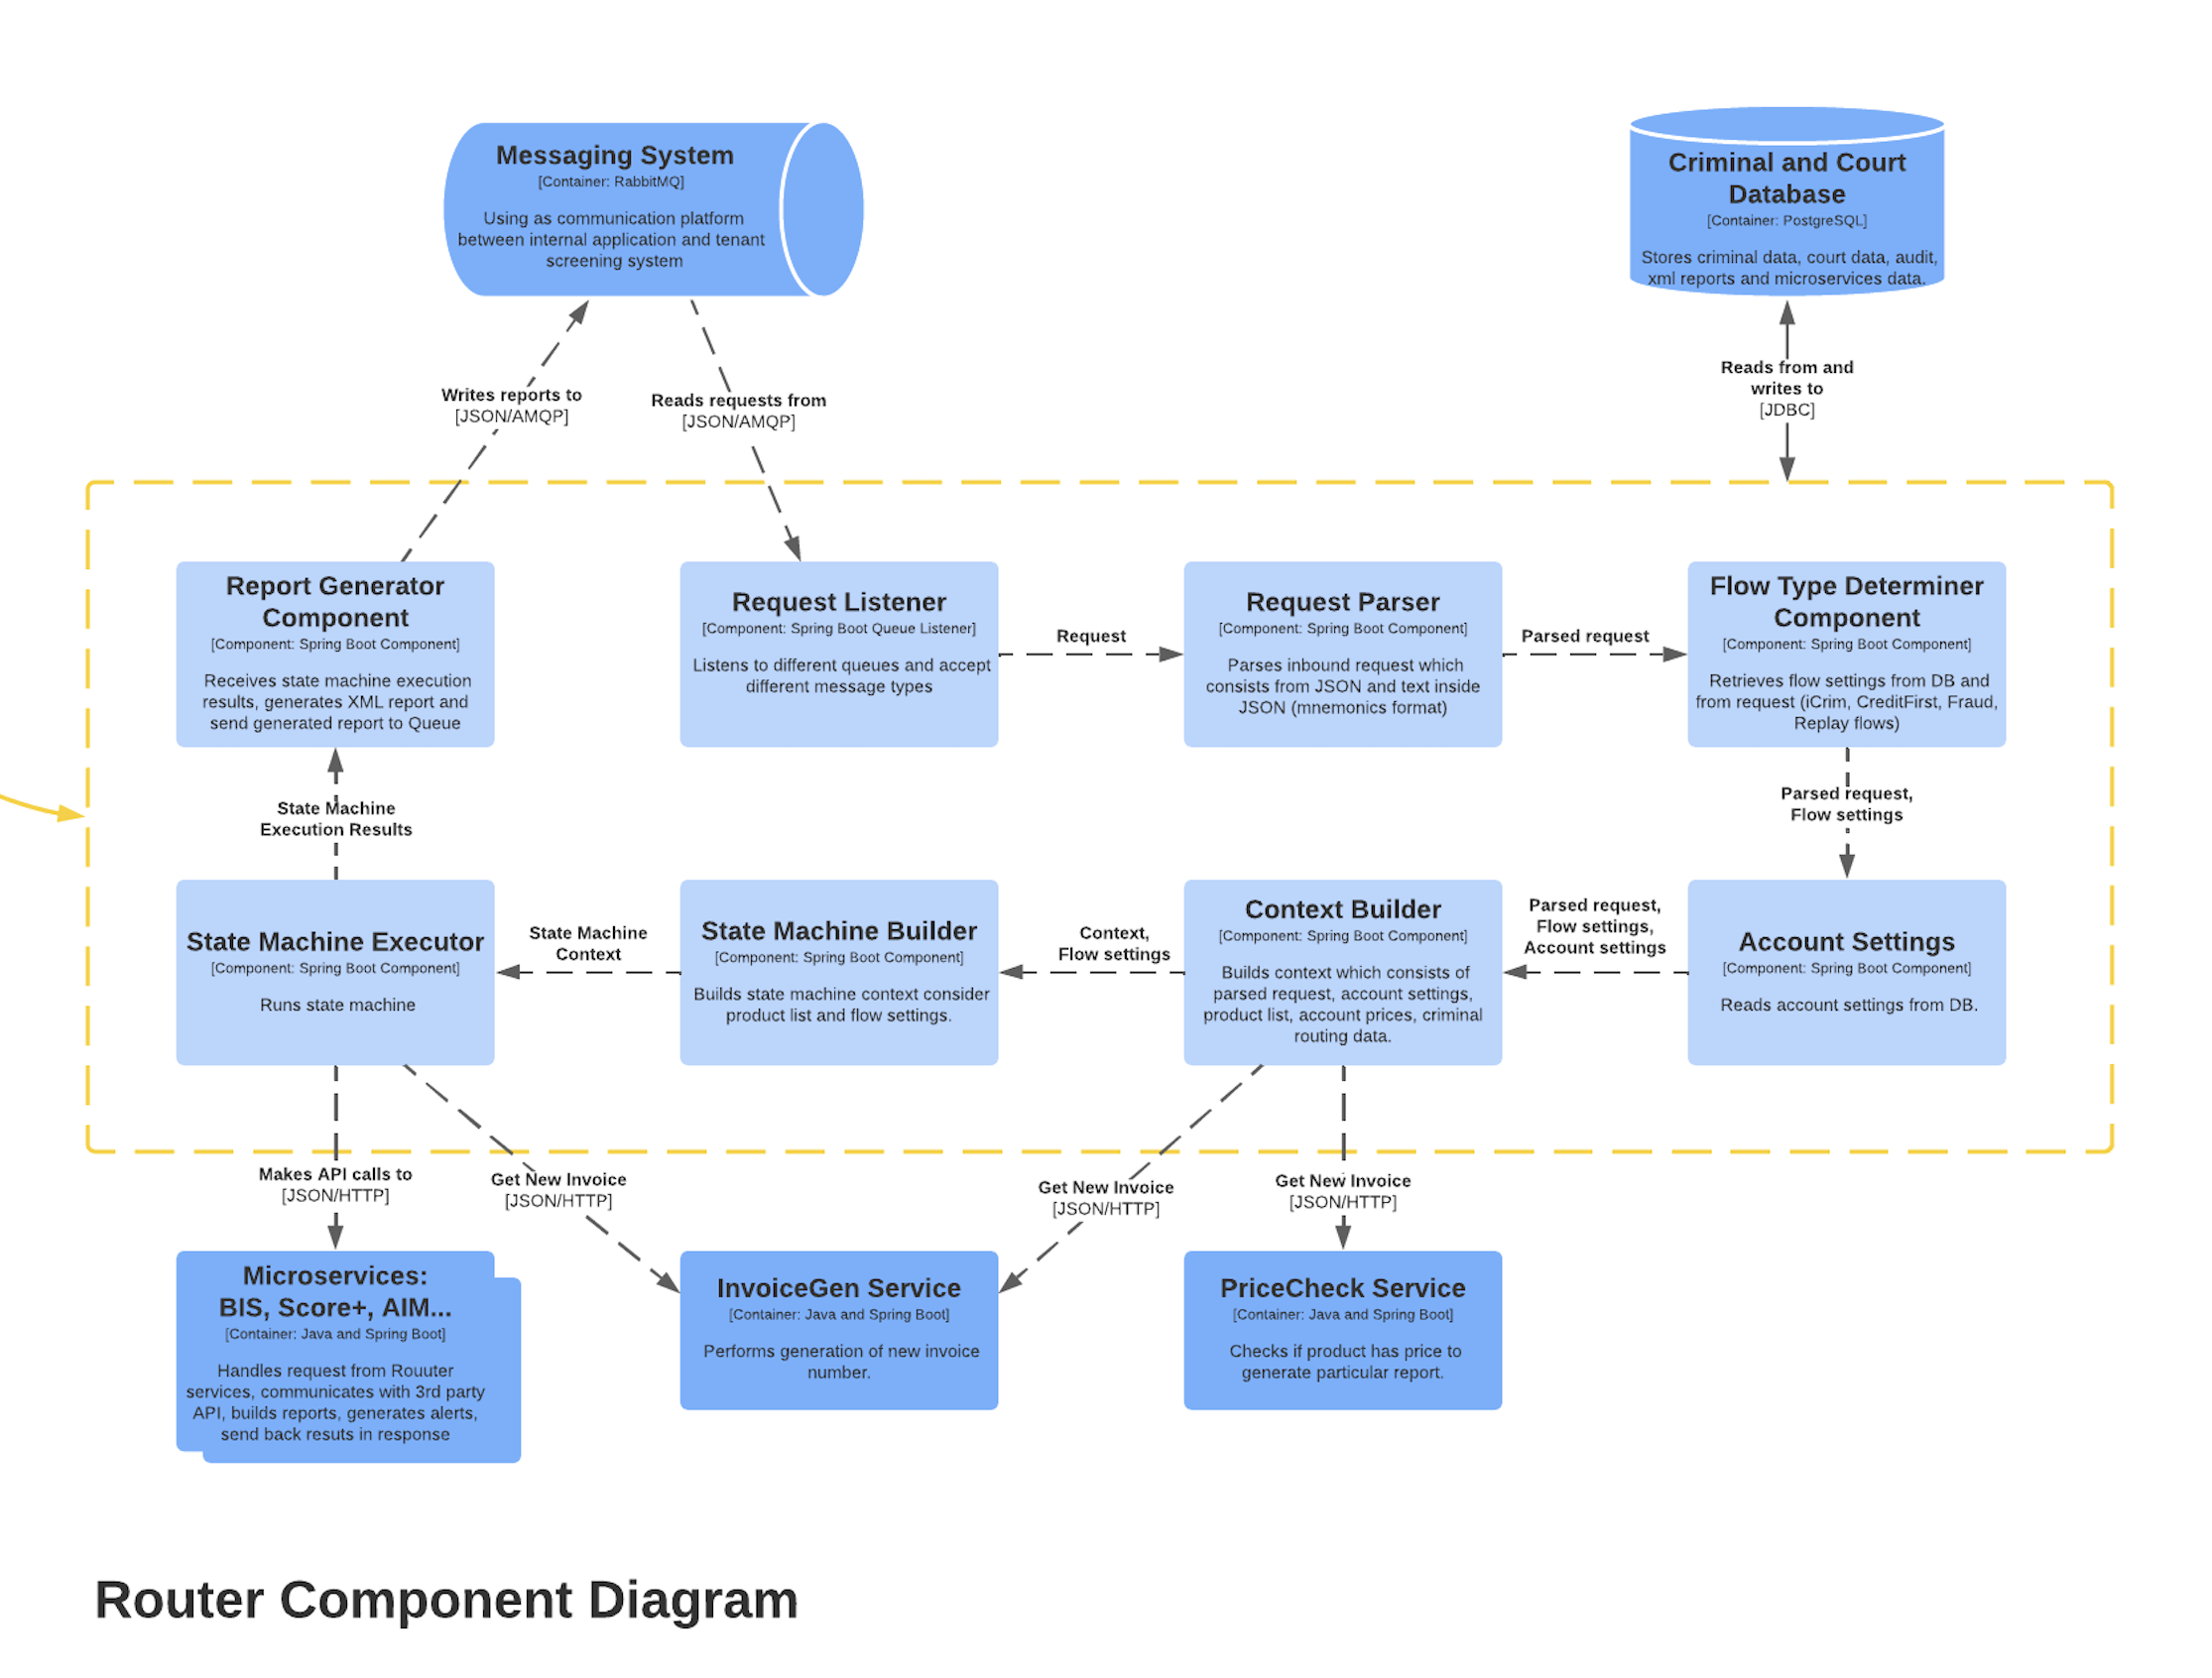 Messaging System
[Container: RabbitMQ]
Using as communication platform
between internal application and tenant
screening system
Criminal and Court
Database
[Container: PostgreSQL]
Stores criminal data, court data, audit,
xml reports and microservices data.
Writes reports to
[JSON/AMQP]
Reads requests from
[JSON/AMQP]
Reads from and
writes to
[JDBC]
Report Generator
Component
[Component: Spring Boot Component]
Receives state machine execution
results, generates XML report and
send generated report to Queue
Request Listener
[Component: Spring Boot Queue Listener]
Listens to different queues and accept
different message types
Request
Request Parser
[Component: Spring Boot Component]
Parses inbound request which
consists from JSON and text inside
JSON (mnemonics format)
Parsed request
Flow Type Determiner
Component
[Component: Spring Boot Component]
Retrieves flow settings from DB and
from request (iCrim, CreditFirst, Fraud,
Replay flows)
State Machine
Execution Results
Parsed request,
Flow settings
State Machine Executor
[Component: Spring Boot Component]
Runs state machine
State Machine
Context
State Machine Builder
[Component: Spring Boot Component]
Builds state machine context consider
product list and flow settings.
Context,
Flow settings
Context Builder
[Component: Spring Boot Component]
Builds context which consists of
parsed request, account settings,
product list, account prices, criminal
routing data.
Parsed request,
Flow settings,
Account settings
Account Settings
[Component: Spring Boot Component]
Reads account settings from DB.
Makes API calls to
[JSON/HTTP]
Get New Invoice
[JSON/HTTP]
Get New Invoice
[JSON/HTTP]
Get New Invoice
[JSON/HTTP]
Microservices:
BIS, Score+, AIM...
[Container: Java and Spring Boot]
Handles request from Rouuter
services, communicates with 3rd party
API, builds reports, generates alerts,
send back resuts in response
InvoiceGen Service
[Container: Java and Spring Boot]
Performs generation of new invoice
number.
PriceCheck Service
[Container: Java and Spring Boot]
Checks if product has price to
generate particular report.
Router Component Diagram